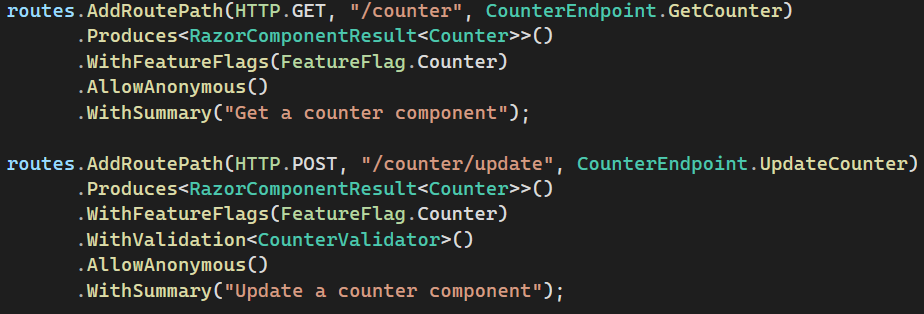 routes.AddRoutePath(HTTP.GET, "/counter", CounterEndpoint.GetCounter)
      .Produces<RazorComponentResult<Counter>>()
      .WithFeatureFlags(FeatureFlag.Counter)
      .AllowAnonymous()
      .WithSummary("Get a counter component");

routes.AddRoutePath(HTTP.POST, "/counter/update", CounterEndpoint.UpdateCounter)
      .Produces<RazorComponentResult<Counter>>()
      .WithFeatureFlags(FeatureFlag.Counter)
      .WithValidation<CounterValidator>()
      .AllowAnonymous()
      .WithSummary("Update a counter component");